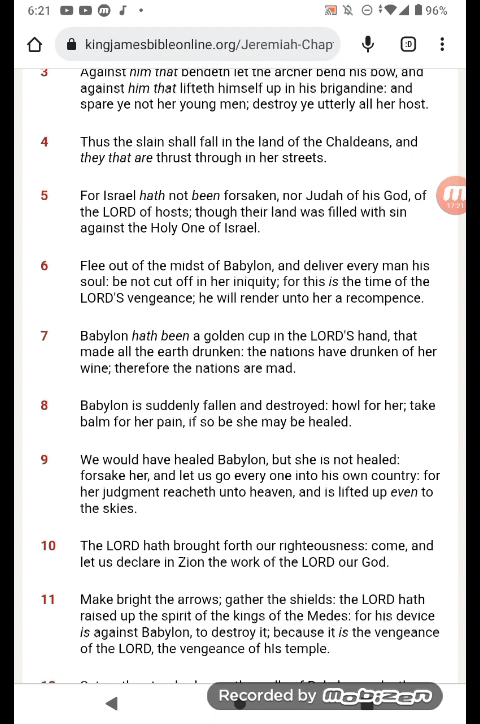 6:21
96%
kingjamesbibleonline.org/Jeremiah-Chap
:D
3 Against him that bendeth let the archer bend his bow, and
against him that lifteth himself up in his brigandine: and
spare ye not her young men; destroy ye utterly all her host.
4 Thus the slain shall fall in the land of the Chaldeans, and
they that are thrust through in her streets.
17:21
5 For Israel hath not been forsaken, nor Judah of his God, of
the LORD of hosts; though their land was filled with sin
against the Holy One of Israel.
6 Flee out of the midst of Babylon, and deliver every man his
soul: be not cut off in her iniquity; for this is the time of the
LORD'S vengeance; he will render unto her a recompence.
7 Babylon hath been a golden cup in the LORD'S hand, that
made all the earth drunken: the nations have drunken of her
wine; therefore the nations are mad.
8 Babylon is suddenly fallen and destroyed: howl for her; take
balm for her pain, if so be she may be healed.
9 We would have healed Babylon, but she is not healed:
forsake her, and let us go every one into his own country: for
her judgment reacheth unto heaven, and is lifted up even to
the skies.
10 The LORD hath brought forth our righteousness: come, and
let us declare in Zion the work of the LORD our God.
11 Make bright the arrows; gather the shields: the LORD hath
raised up the spirit of the kings of the Medes: for his device
is against Babylon, to destroy it; because it is the vengeance
of the LORD, the vengeance of his temple.
Recorded by mobizen